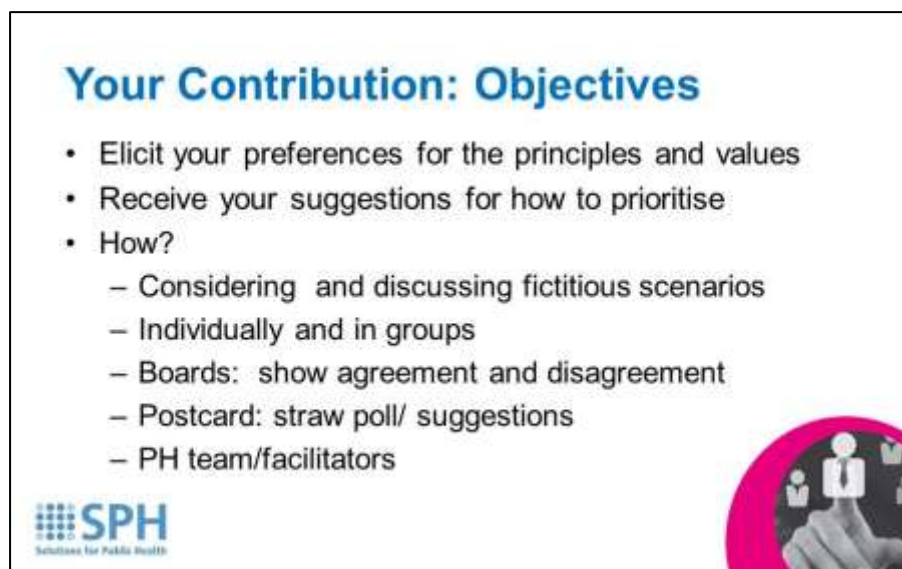 Your Contribution: Objectives
• Elicit your preferences for the principles and values
• Receive your suggestions for how to prioritise
• How?
– Considering and discussing fictitious scenarios
– Individually and in groups
– Boards: show agreement and disagreement
– Postcard: straw poll/ suggestions
– PH team/facilitators
SPH
Solutions for Public Health